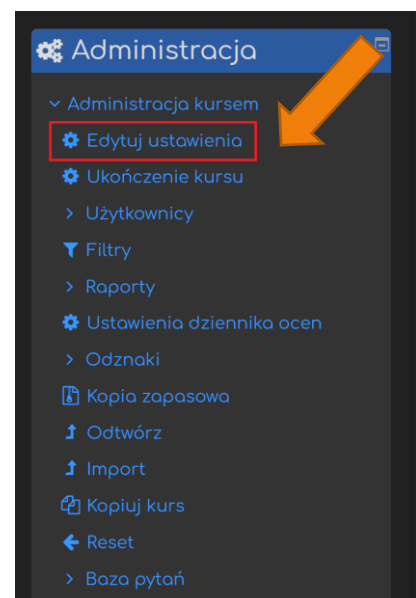 Administracja
Administracja kursem
Edytuj ustawienia
Ukończenie kursu
Użytkownicy
Filtry
Raporty
Ustawienia dziennika ocen
Odznaki
Kopia zapasowa
Odtwórz
Import
Kopiuj kurs
Reset
Baza pytań